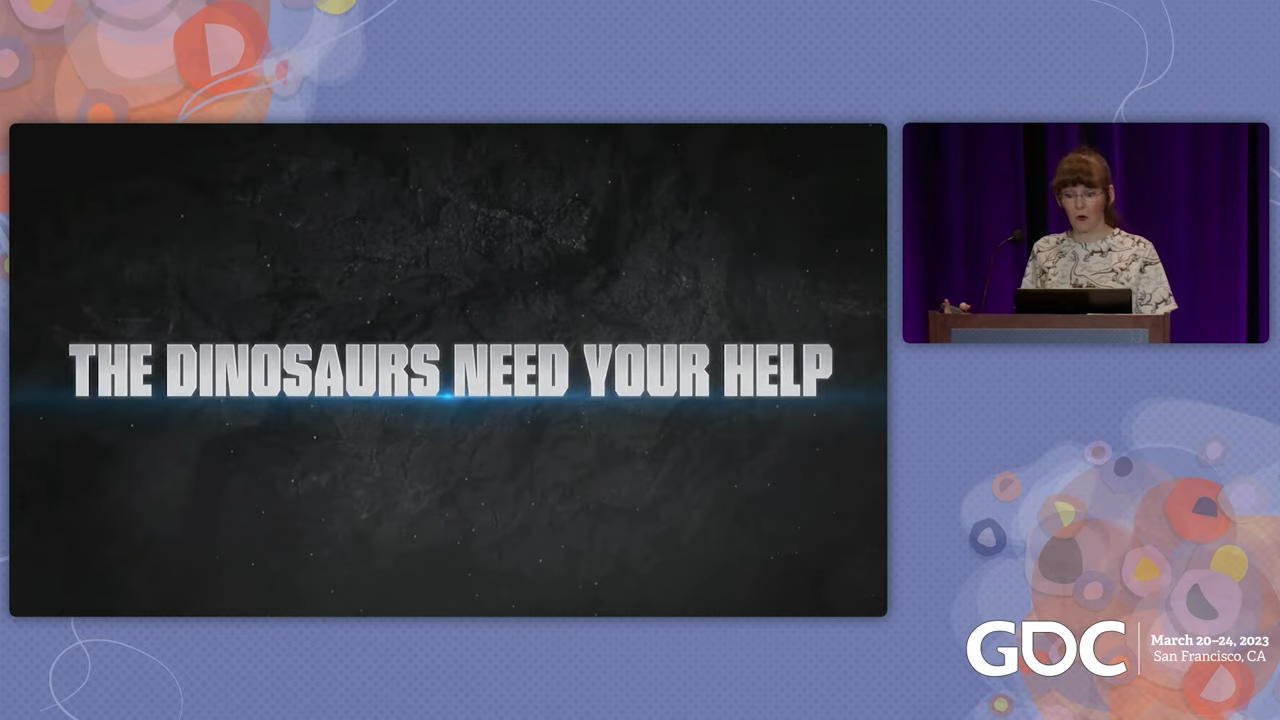 THE DINOSAURS NEED YOUR HELP
GDC
March 20–24, 2023
San Francisco, CA